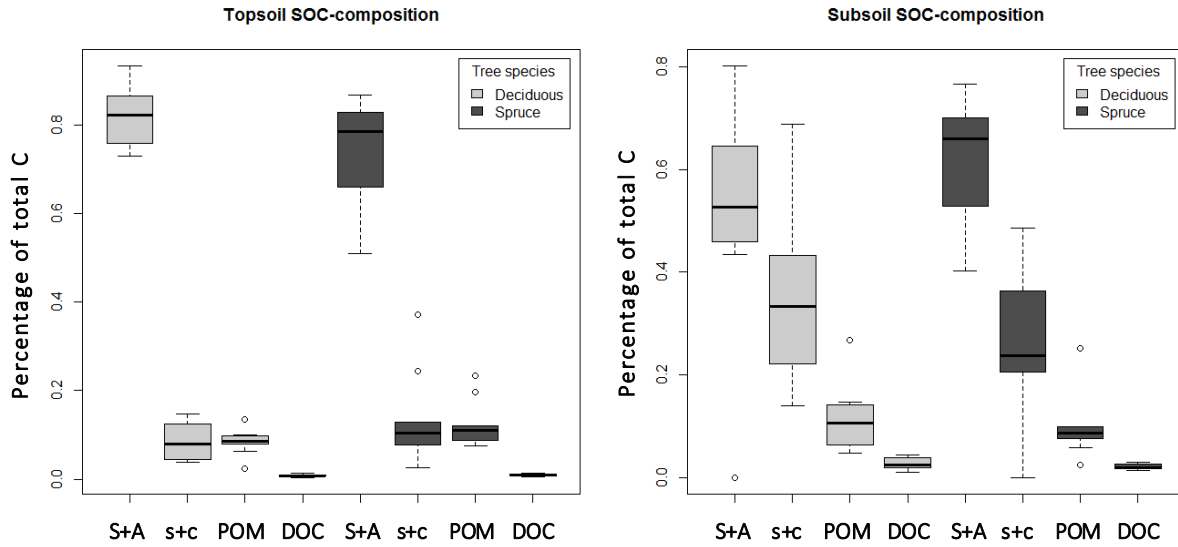 Topsoil SOC-composition
Percentage of total C
0.0
0.2
0.4
0.6
0.8
Tree species
Deciduous
Spruce
S+A s+c POM DOC S+A s+c POM DOC
Subsoil SOC-composition
Percentage of total C
0.0
0.2
0.4
0.6
0.8
Tree species
Deciduous
Spruce
S+A s+c POM DOC S+A s+c POM DOC